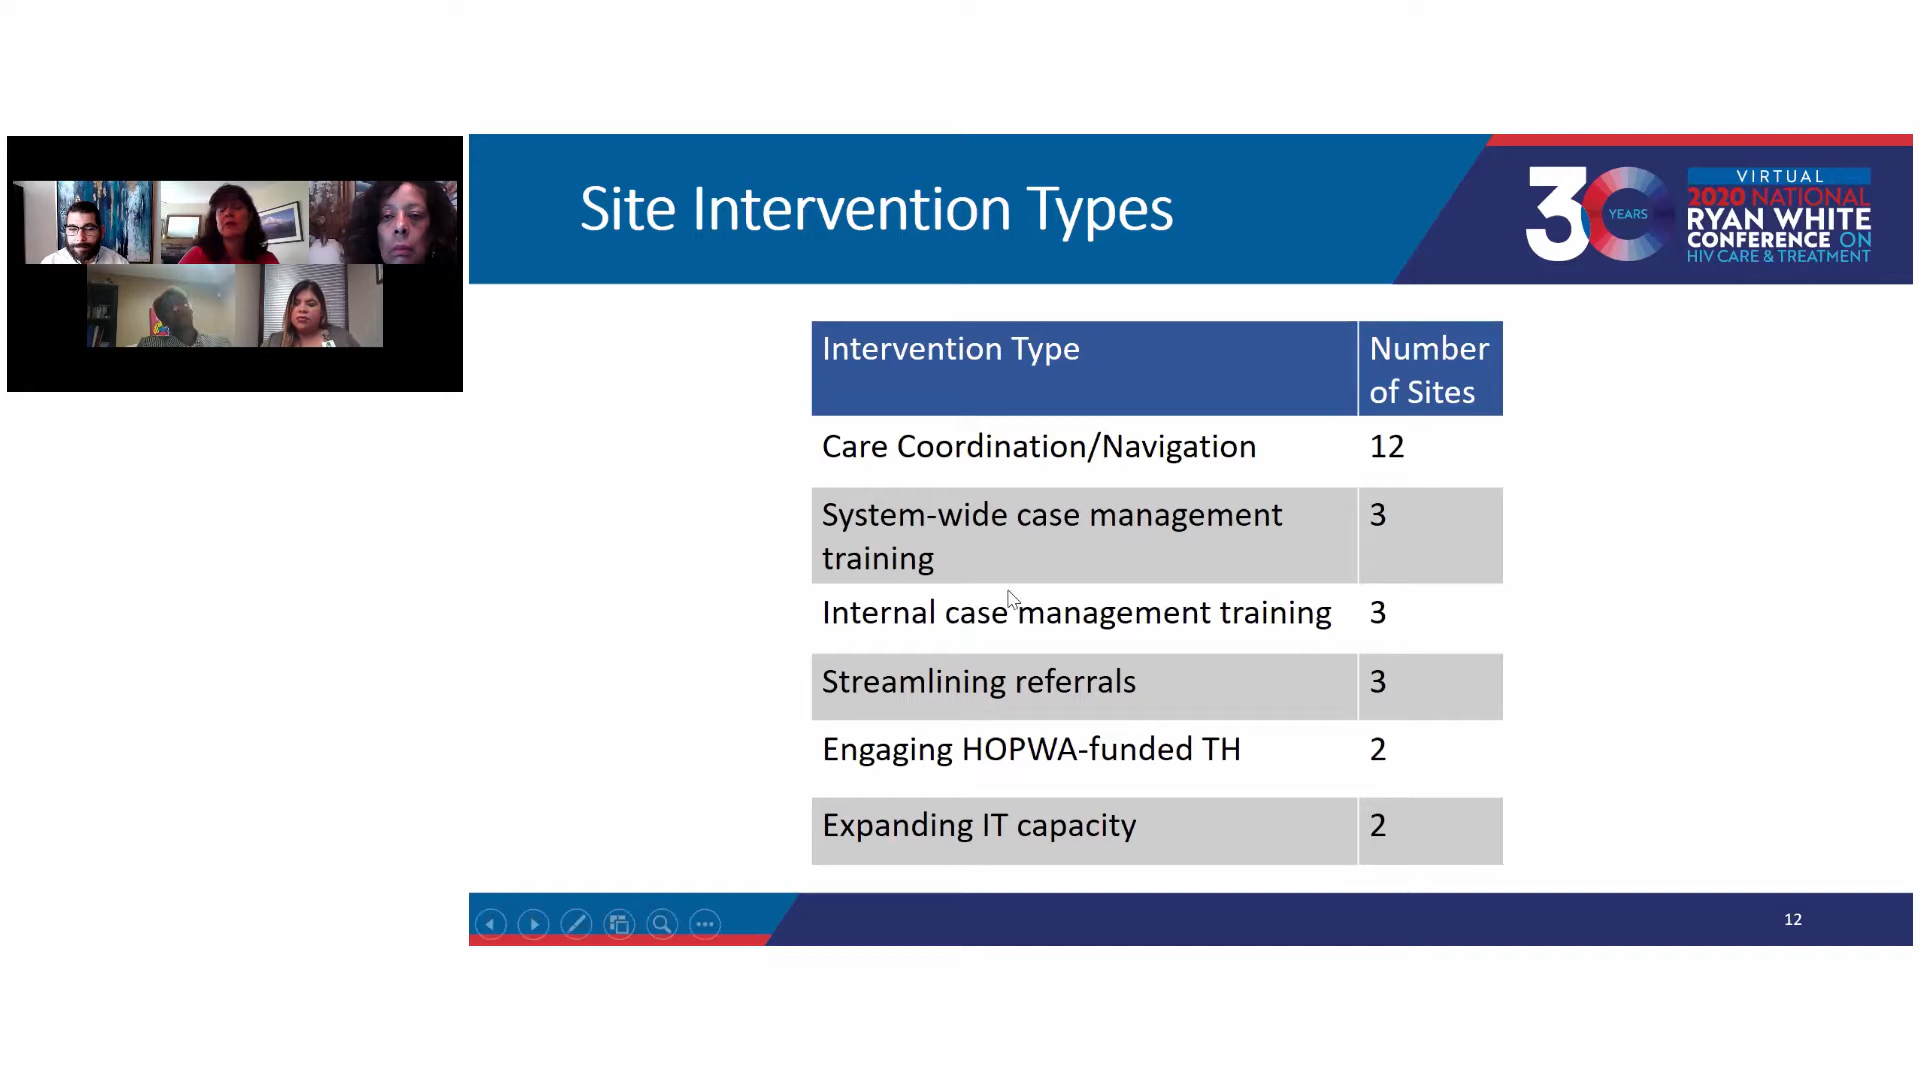 Site Intervention Types
30
YEARS
VIRTUAL
2020 NATIONAL
RYAN WHITE
CONFERENCE ON
HIV CARE & TREATMENT
Intervention Type
Number
of Sites
Care Coordination/Navigation 12
System-wide case management
training
3
Internal case management training 3
Streamlining referrals 3
Engaging HOPWA-funded TH 2
Expanding IT capacity 2
12